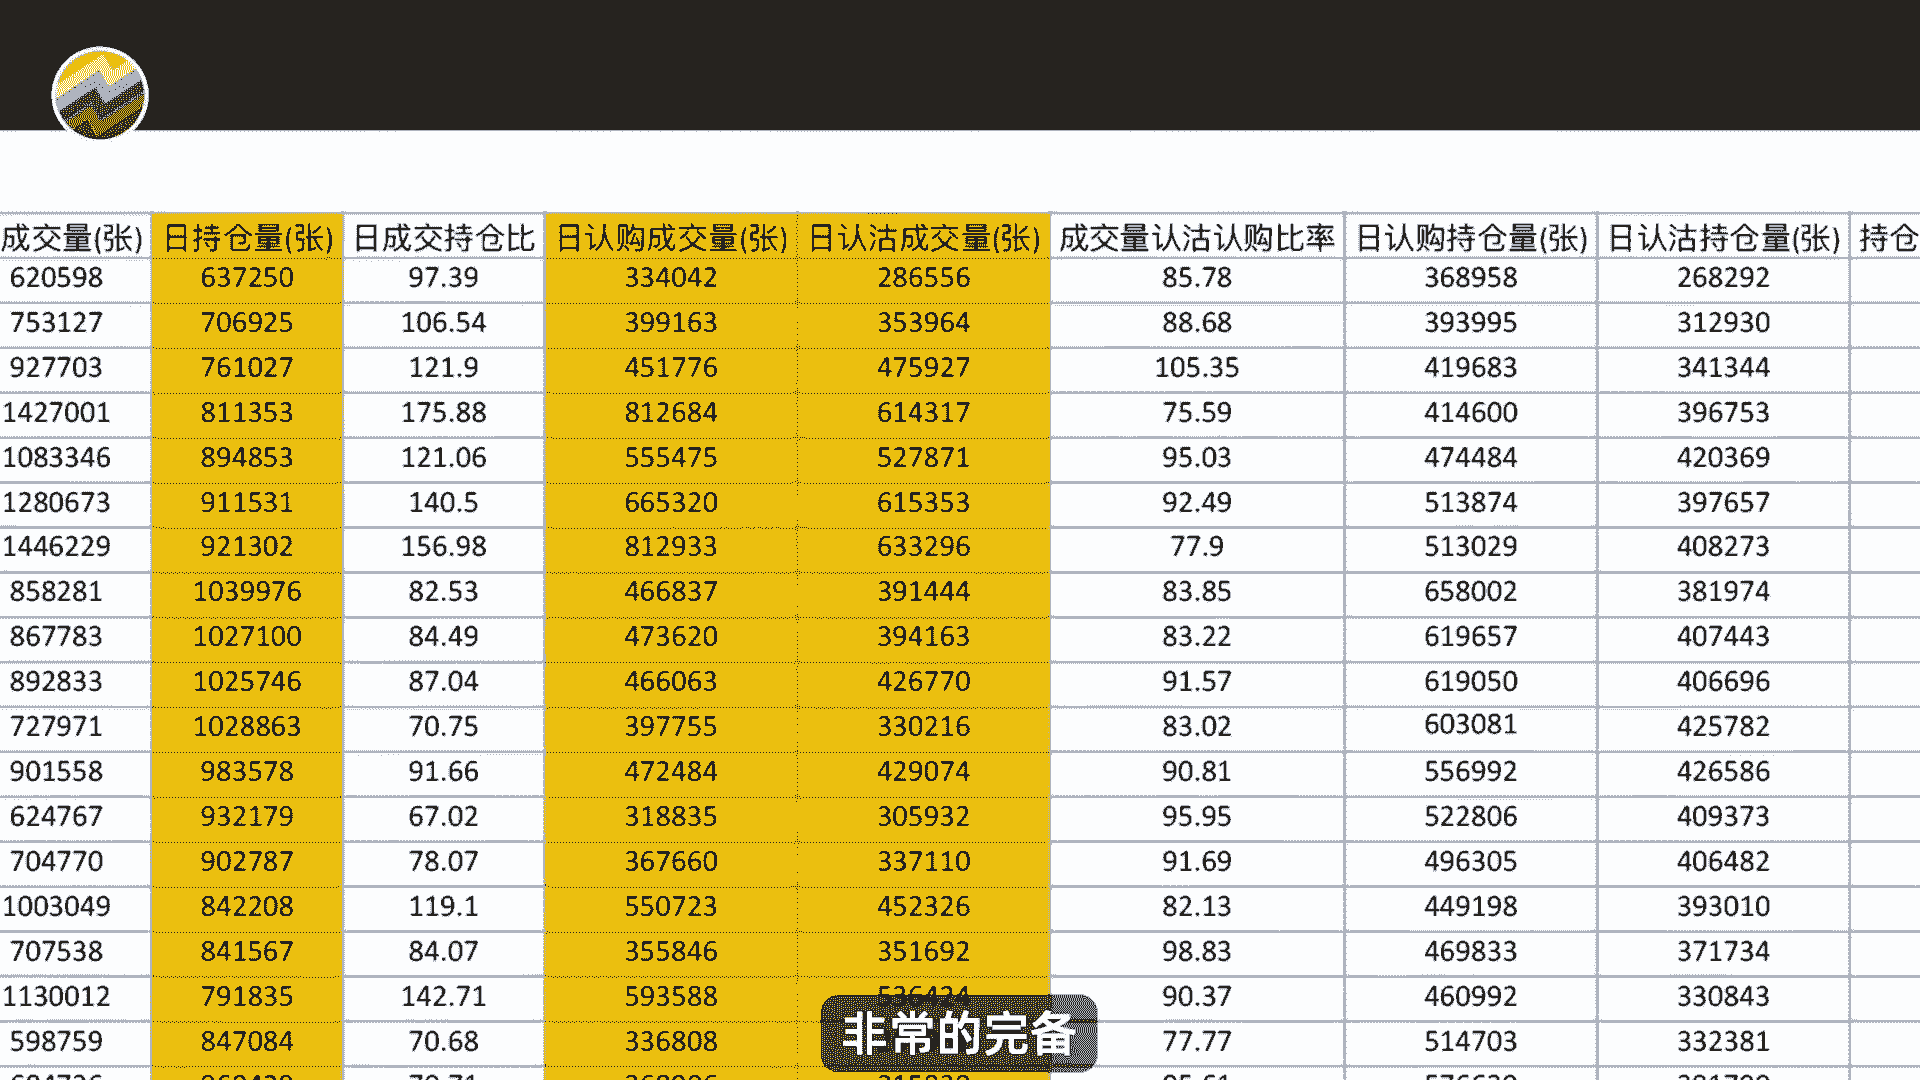 成交量(张) 日持仓量(张) 日成交持仓比 日认购成交量(张) 日认沽成交量(张) 成交量认沽认购比率 日认购持仓量(张) 日认沽持仓量(张) 持仓
620598 637250 97.39 334042 286556 85.78 368958 268292
753127 706925 106.54 399163 353964 88.68 393995 312930
927703 761027 121.9 451776 475927 105.35 419683 341344
1427001 811353 175.88 812684 614317 75.59 414600 396753
1083346 894853 121.06 555475 527871 95.03 474484 420369
1280673 911531 140.5 665320 615353 92.49 513874 397657
1446229 921302 156.98 812933 633296 77.9 513029 408273
858281 1039976 82.53 466837 391444 83.85 658002 381974
867783 1027100 84.49 473620 394163 83.22 619657 407443
892833 1025746 87.04 466063 426770 91.57 619050 406696
727971 1028863 70.75 397755 330216 83.02 603081 425782
901558 983578 91.66 472484 429074 90.81 556992 426586
624767 932179 67.02 318835 305932 95.95 522806 409373
704770 902787 78.07 367660 337110 91.69 496305 406482
1003049 842208 119.1 550723 452326 82.13 449198 393010
707538 841567 84.07 355846 351692 98.83 469833 371734
1130012 791835 142.71 593588 536424 90.37 460992 330843
598759 847084 70.68 336808 77.77 514703 332381
非常的完备